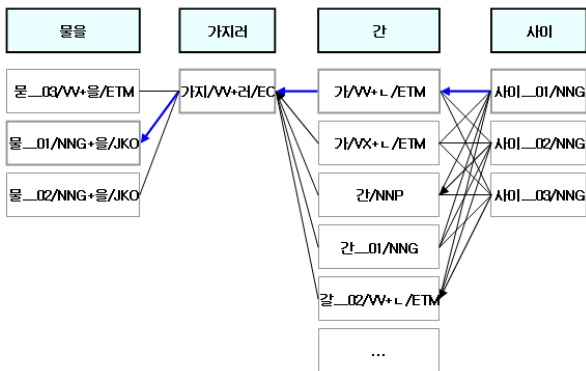 물을 가지러 간 사이
묻__03/VV+을/ETM 가지/VV+러/EC 가/VV+ㄴ/ETM 사이__01/NNG
물__01/NNG+을/JKO 가/VX+ㄴ/ETM 사이__02/NNG
물__02/NNG+을/JKO 간/NNP 사이__03/NNG
간__01/NNG
갈__02/VV+ㄴ/ETM
...